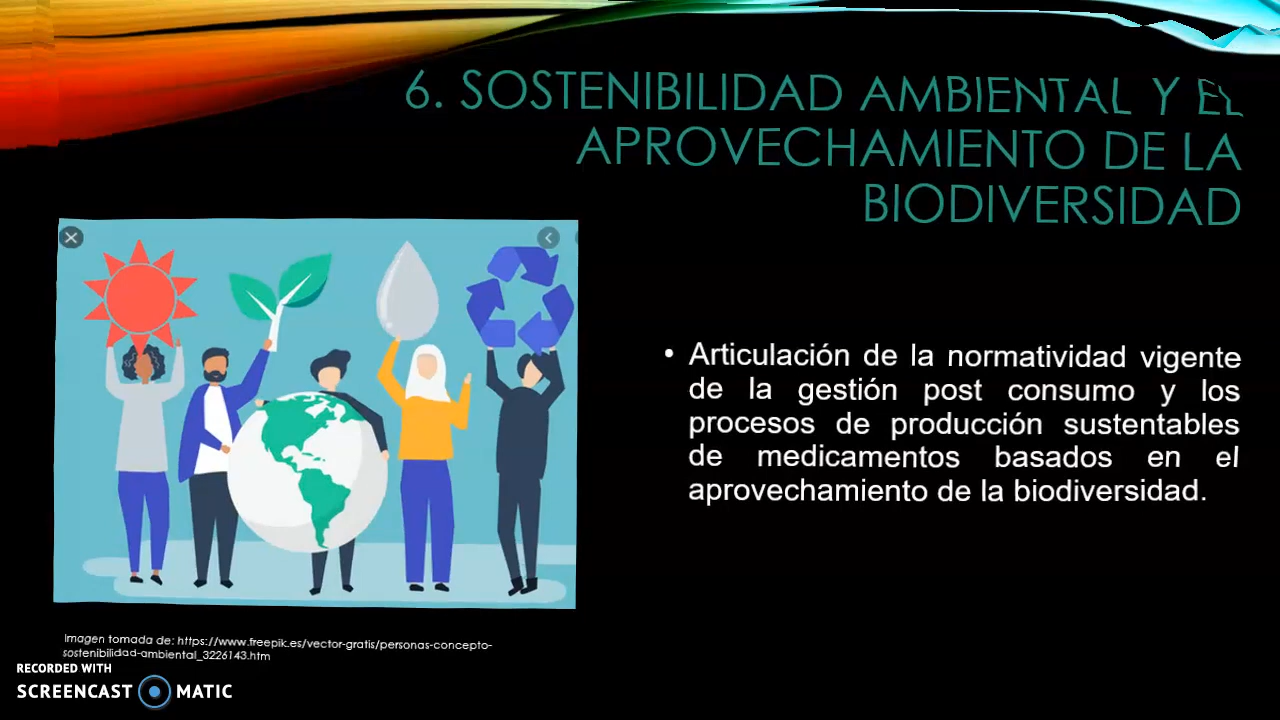 6. SOSTENIBILIDAD AMBIENTAL Y EL
APROVECHAMIENTO DE LA
BIODIVERSIDAD
• Articulación de la normatividad vigente
de la gestión post consumo y los
procesos de producción sustentables
de medicamentos basados en el
aprovechamiento de la biodiversidad.
Imagen tomada de: https://www.freepik.es/vector-gratis/personas-concepto-
sostenibilidad-ambiental_3226143.htm
RECORDED WITH
SCREENCAST MATIC